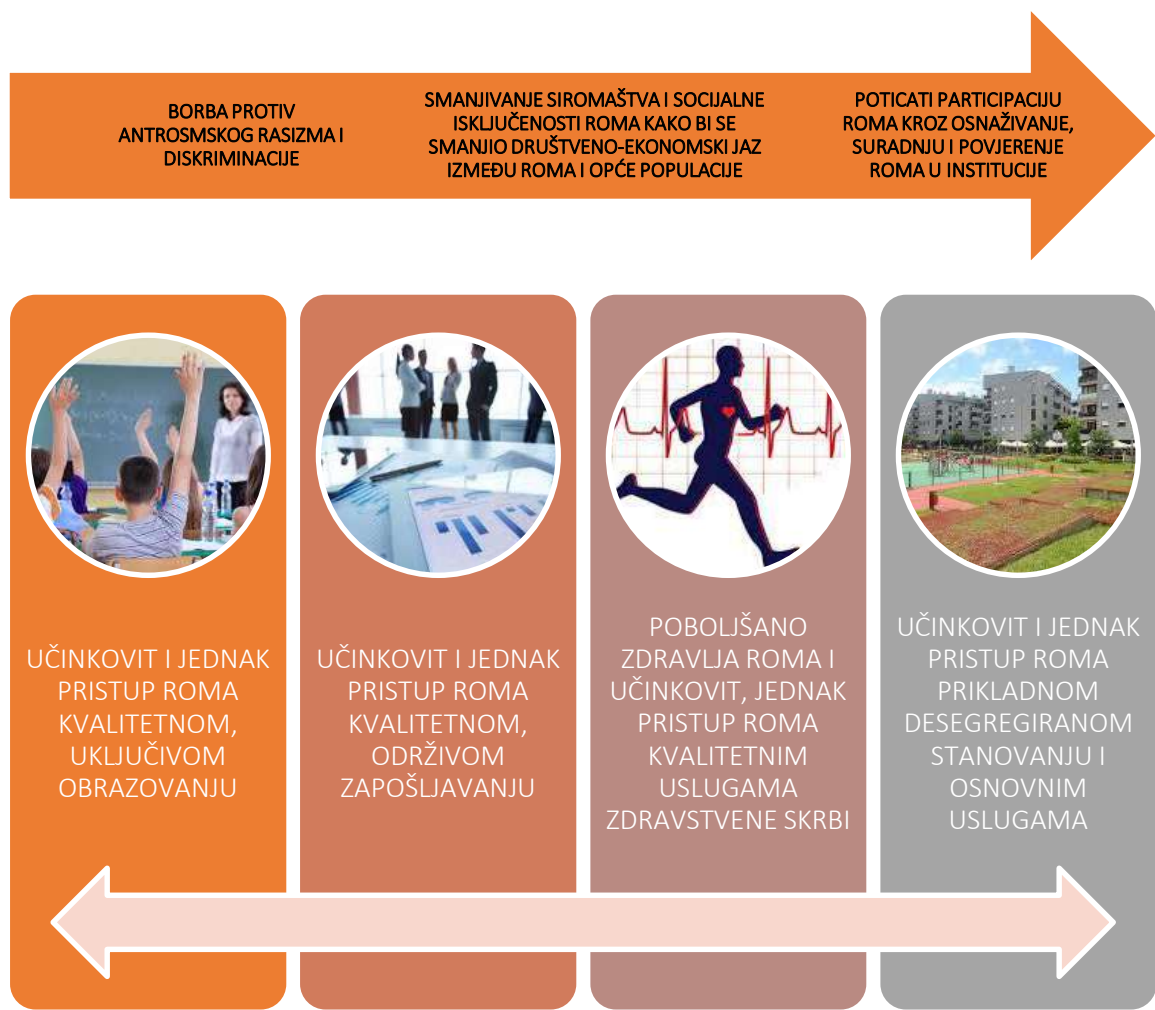 BORBA PROTIV
ANTROSMSKOG RASIZMA I
DISKRIMINACIJE
SMANJIVANJE SIROMAŠTVA I SOCIJALNE
ISKLJUČENOSTI ROMA KAKO BI SE
SMANJIO DRUŠTVENO-EKONOMSKI JAZ
IZMEĐU ROMA I OPĆE POPULACIJE
POTICATI PARTICIPACIJU
ROMA KROZ OSNAŽIVANJE,
SURADNJU I POVJERENJE
ROMA U INSTITUCIJE
UČINKOVIT I JEDNAK
PRISTUP ROMA
KVALITETNOM,
UKLJUČIVOM
OBRAZOVANJU
UČINKOVIT I JEDNAK
PRISTUP ROMA
KVALITETNOM,
ODRŽIVOM
ZAPOŠLJAVANJU
POBOLJŠANO
ZDRAVLJA ROMA I
UČINKOVIT, JEDNAK
PRISTUP ROMA
KVALITETNIM
USLUGAMA
ZDRAVSTVENE SKRBI
UČINKOVIT I JEDNAK
PRISTUP ROMA
PRIKLADNOM
DESEGREGIRANOM
STANOVANJU I
OSNOVNIM
USLUGAMA